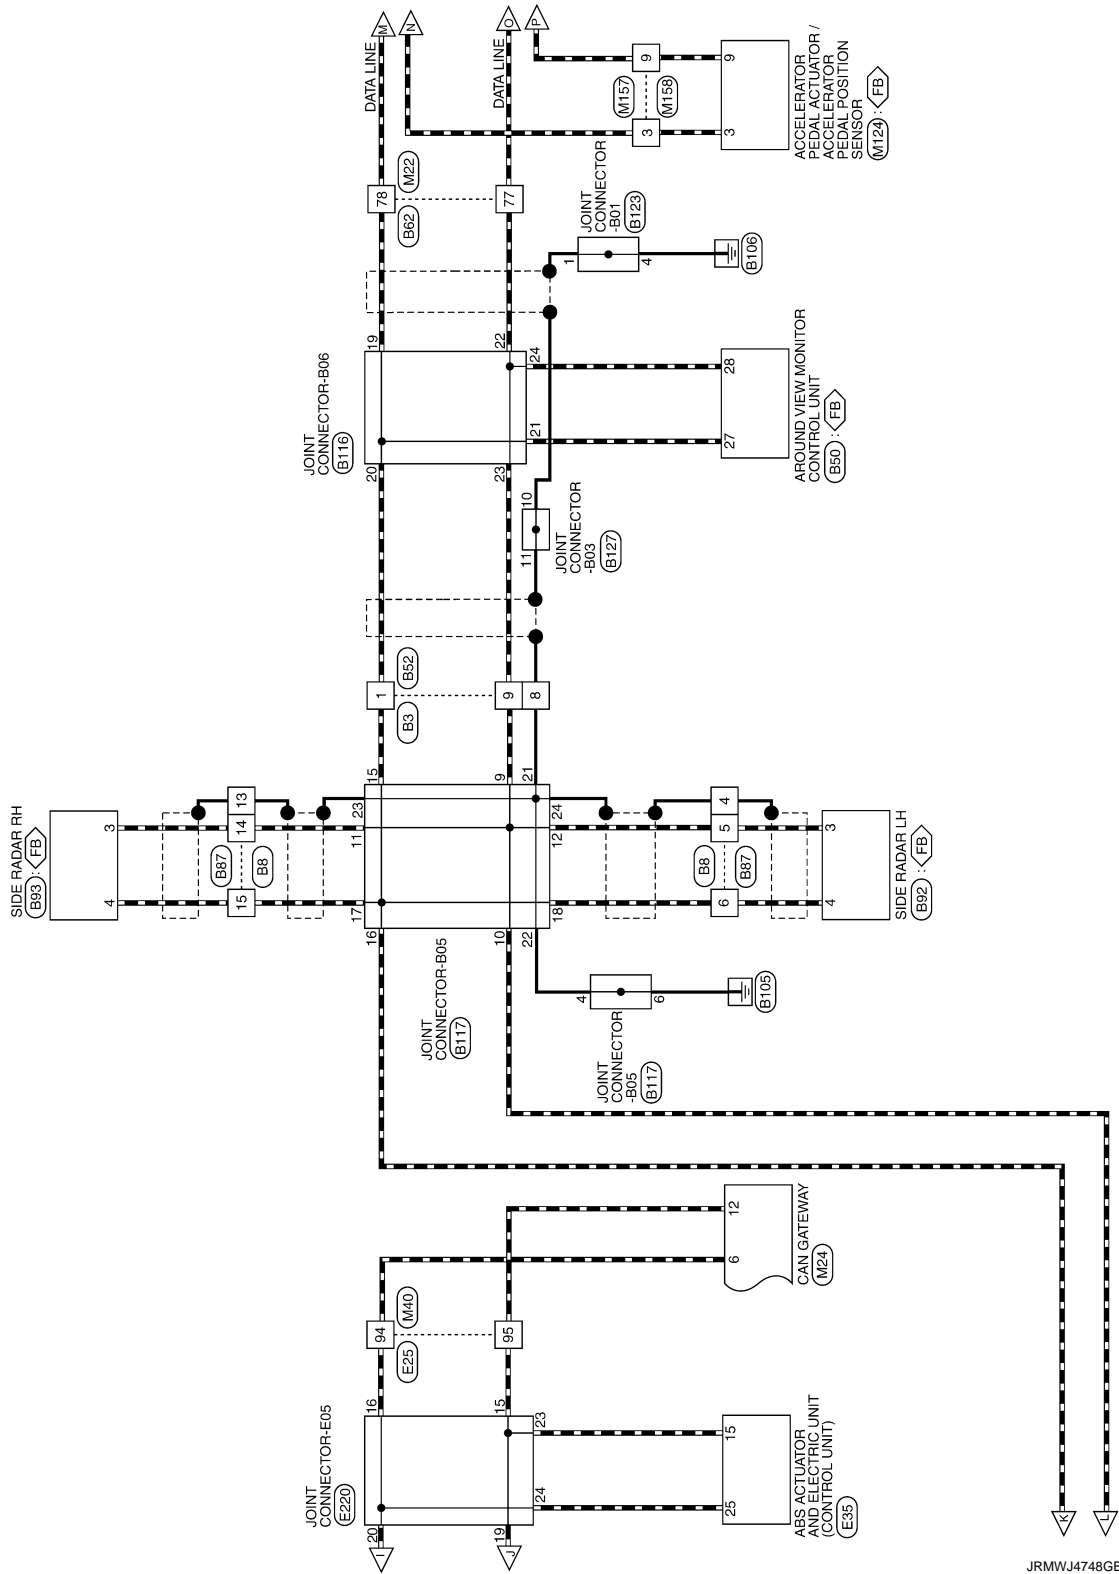 M
N
O
P
DATA LINE
DATA LINE
9
9
M157
M158
3
3
ACCELERATOR
PEDAL ACTUATOR /
ACCELERATOR
PEDAL POSITION
SENSOR
M124 : FB
78
M22
B62
77
JOINT
CONNECTOR
-B01
B123
1
4
B106
19
22
24
21
20
23
JOINT
CONNECTOR-B06
B116
28
27
AROUND VIEW MONITOR
CONTROL UNIT
B50 : FB
10
11
JOINT
CONNECTOR
-B03
B127
1
B52
B3
9
8
SIDE RADAR RH
B93 : FB
3
4
13
14
15
B87
B8
15
9
21
23
11
17
24
12
18
16
10
22
JOINT
CONNECTOR-B05
B117
4
5
6
B8
B87
3
4
SIDE RADAR LH
B92 : FB
4
6
JOINT
CONNECTOR
-B05
B117
B105
12
6
CAN GATEWAY
M24
94
M40
E25
95
JOINT
CONNECTOR-E05
E220
16
15
23
24
20
19
I
J
15
25
ABS ACTUATOR
AND ELECTRIC UNIT
(CONTROL UNIT)
E35
K
L
JRMWJ4748GB